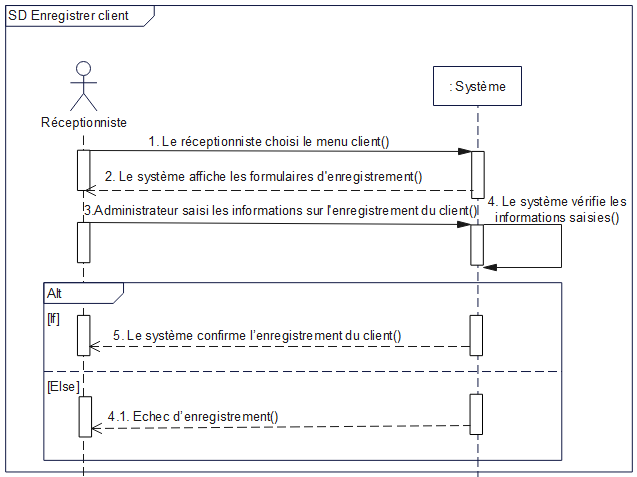 SD Enregistrer client
: Système
Réceptionniste
1. Le réceptionniste choisi le menu client()
2. Le système affiche les formulaires d'enregistrement()
3.Administrateur saisi les informations sur l'enregistrement du client()
4. Le système vérifie les
informations saisies()
Alt
[If]
5. Le système confirme l'enregistrement du client()
[Else]
4.1. Echec d'enregistrement()